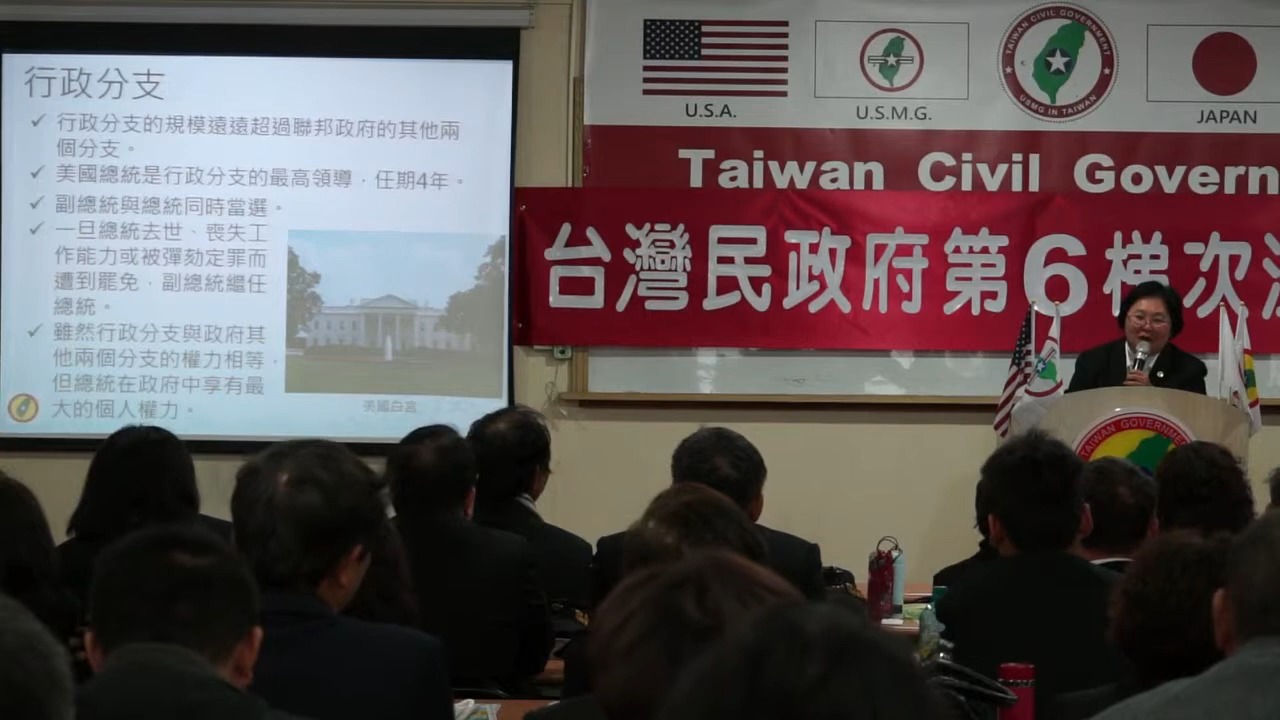 行政分支
✓ 行政分支的規模遠遠超過聯邦政府的其他兩
個分支。
✓ 美國總統是行政分支的最高領導，任期4年。
✓ 副總統與總統同時當選。
✓ 一旦總統去世、喪失工
作能力或被彈劾定罪而
遭到罷免，副總統繼任
總統。
✓ 雖然行政分支與政府其
他兩個分支的權力相等，
但總統在政府中享有最
大的個人權力。
美國白宮
U.S.A.
U.S.M.G.
TAIWAN CIVIL GOVERNMENT
USMG IN TAIWAN
JAPAN
Taiwan Civil Governm
台灣民政府第6梯次
TAIWAN GOVERNMENT